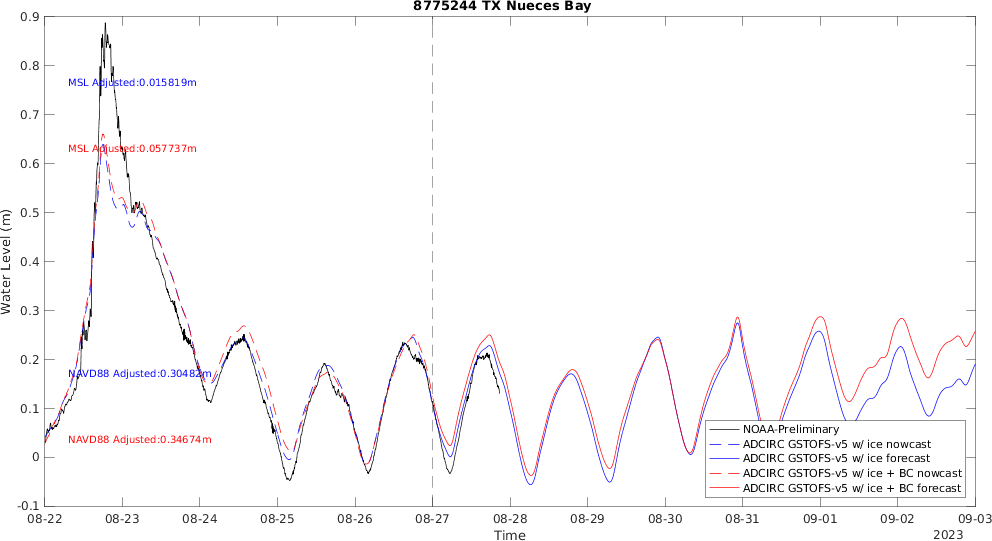 8775244 TX Nueces Bay
0.9
0.8
0.7
0.6
0.5
0.4
0.3
0.2
0.1
0
-0.1
Water Level (m)
MSL Adjusted:0.015819m
MSL Adjusted:0.057737m
NAVD88 Adjusted:0.30482m
NAVD88 Adjusted:0.34674m
NOAA-Preliminary
ADCIRC GSTOFS-v5 w/ ice nowcast
ADCIRC GSTOFS-v5 w/ ice forecast
ADCIRC GSTOFS-v5 w/ ice + BC nowcast
ADCIRC GSTOFS-v5 w/ ice + BC forecast
08-22 08-23 08-24 08-25 08-26 08-27 08-28 08-29 08-30 08-31 09-01 09-02 09-03
Time
2023